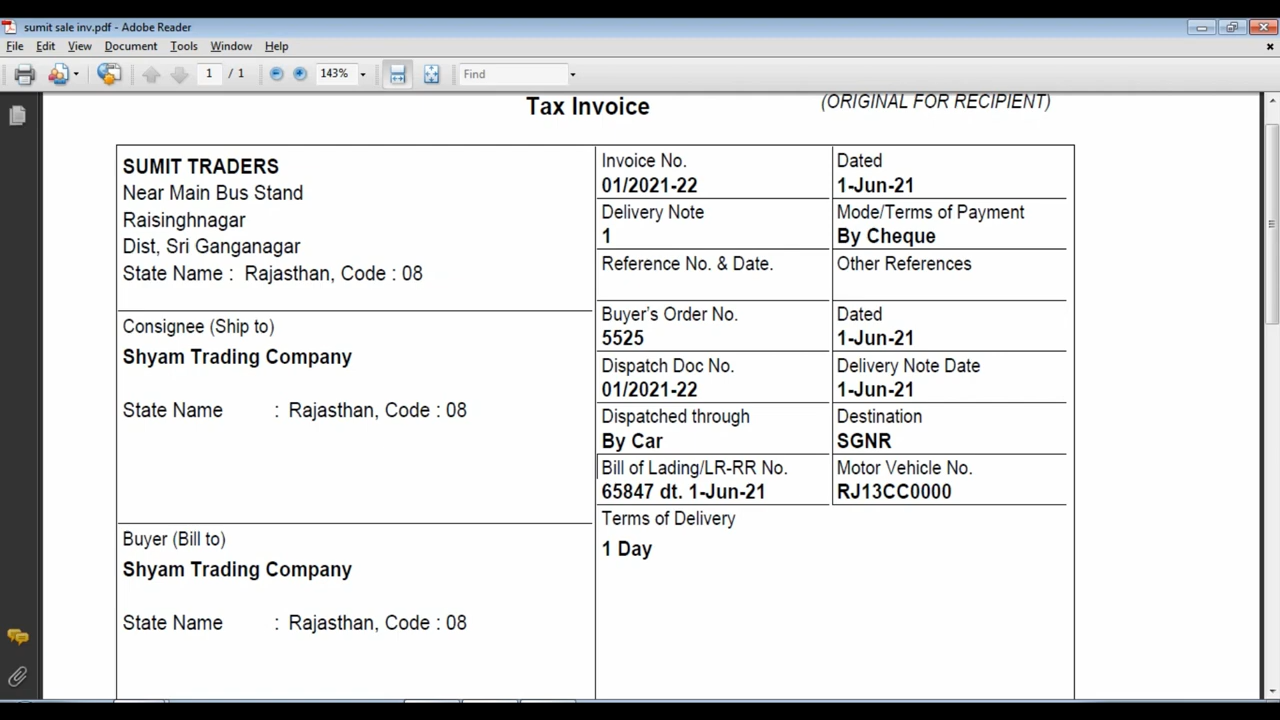 sumit sale inv.pdf - Adobe Reader
File Edit View Document Tools Window Help
1 / 1 143% Find
Tax Invoice
(ORIGINAL FOR RECIPIENT)
SUMIT TRADERS
Near Main Bus Stand
Raisinghnagar
Dist, Sri Ganganagar
State Name : Rajasthan, Code : 08
Consignee (Ship to)
Shyam Trading Company
State Name : Rajasthan, Code : 08
Buyer (Bill to)
Shyam Trading Company
State Name : Rajasthan, Code : 08
Invoice No.
01/2021-22
Dated
1-Jun-21
Delivery Note
1
Mode/Terms of Payment
By Cheque
Reference No. & Date.
Other References
Buyer's Order No.
5525
Dated
1-Jun-21
Dispatch Doc No.
01/2021-22
Delivery Note Date
1-Jun-21
Dispatched through
By Car
Destination
SGNR
Bill of Lading/LR-RR No.
65847 dt. 1-Jun-21
Motor Vehicle No.
RJ13CC0000
Terms of Delivery
1 Day